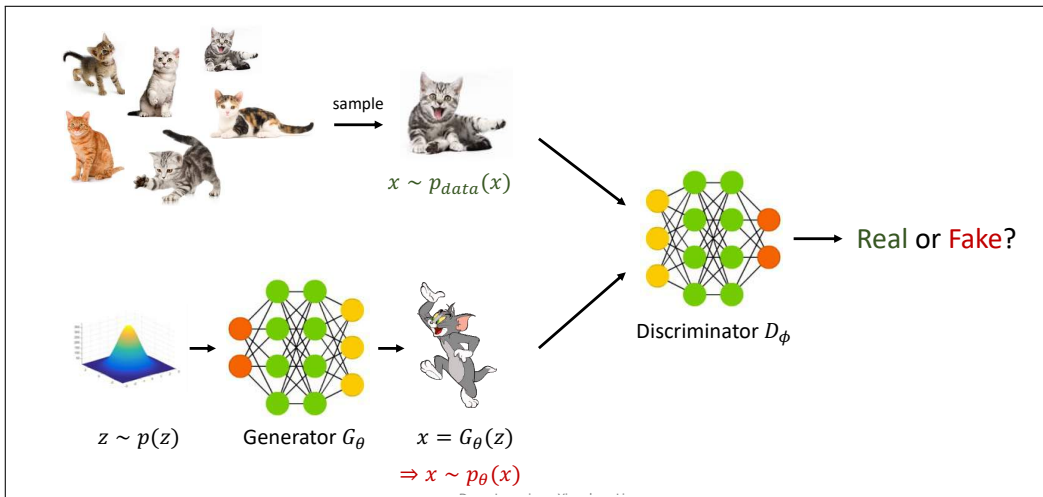 sample
x ~ p_data(x)
Real or Fake?
Discriminator D_ϕ
z ~ p(z)
Generator G_θ
x = G_θ(z)
⇒ x ~ p_θ(x)